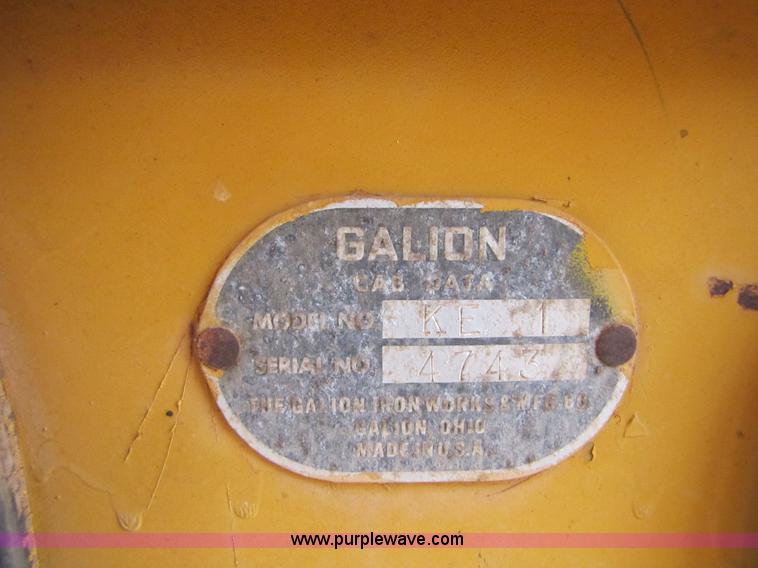 GALION
CAB DATA
MODEL NO. KE 1
SERIAL NO. 4743
THE GALION IRON WORKS & MFG. CO.
GALION OHIO
MADE IN U.S.A.
www.purplewave.com